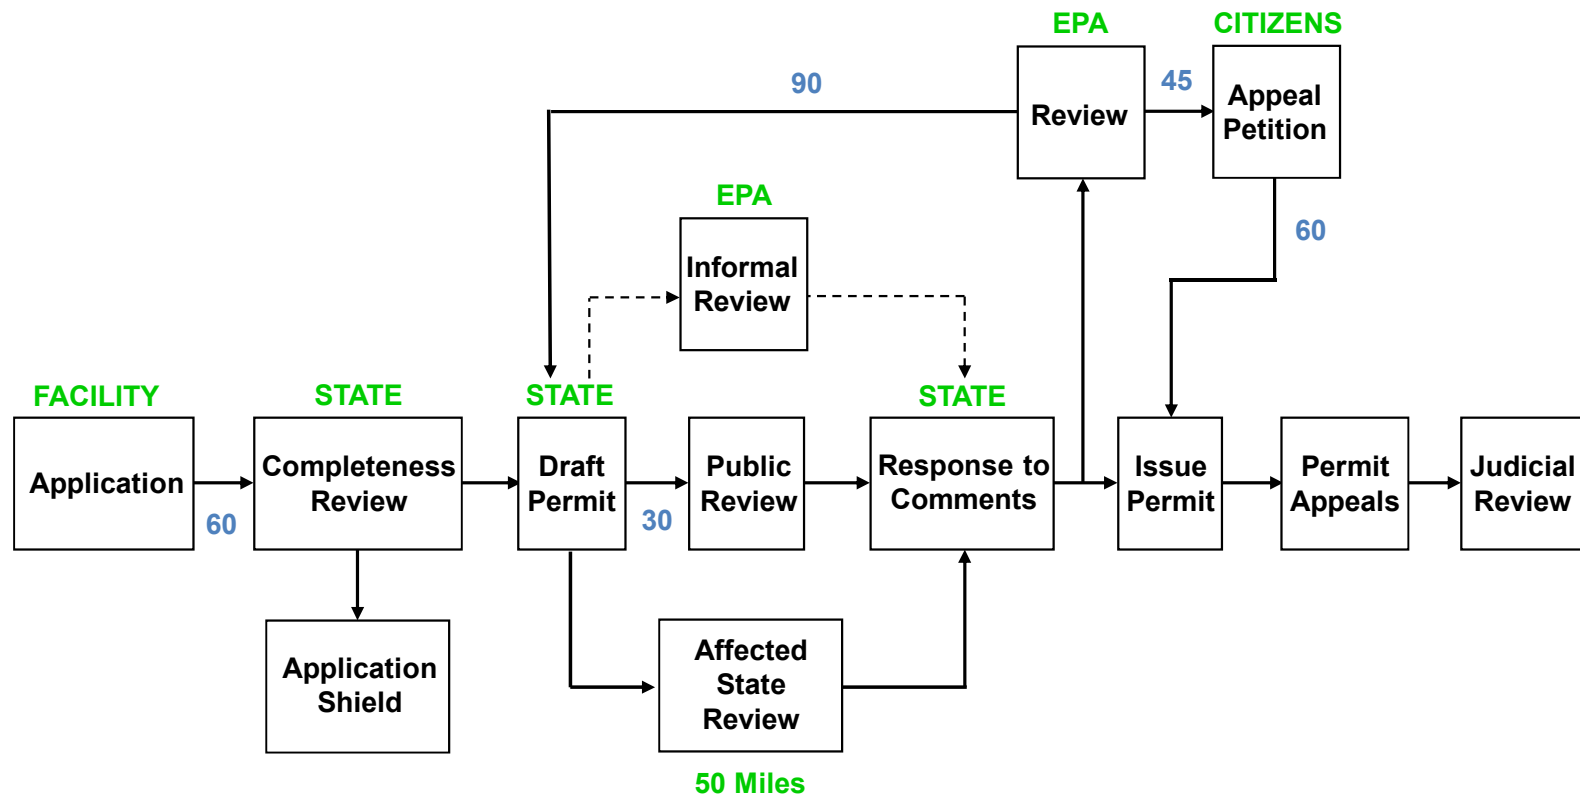 EPA
CITIZENS
90
45
Review
Appeal
Petition
EPA
60
Informal
Review
FACILITY
STATE
STATE
STATE
Application
60
Completeness
Review
Draft
Permit
30
Public
Review
Response to
Comments
Issue
Permit
Permit
Appeals
Judicial
Review
Application
Shield
Affected
State
Review
50 Miles